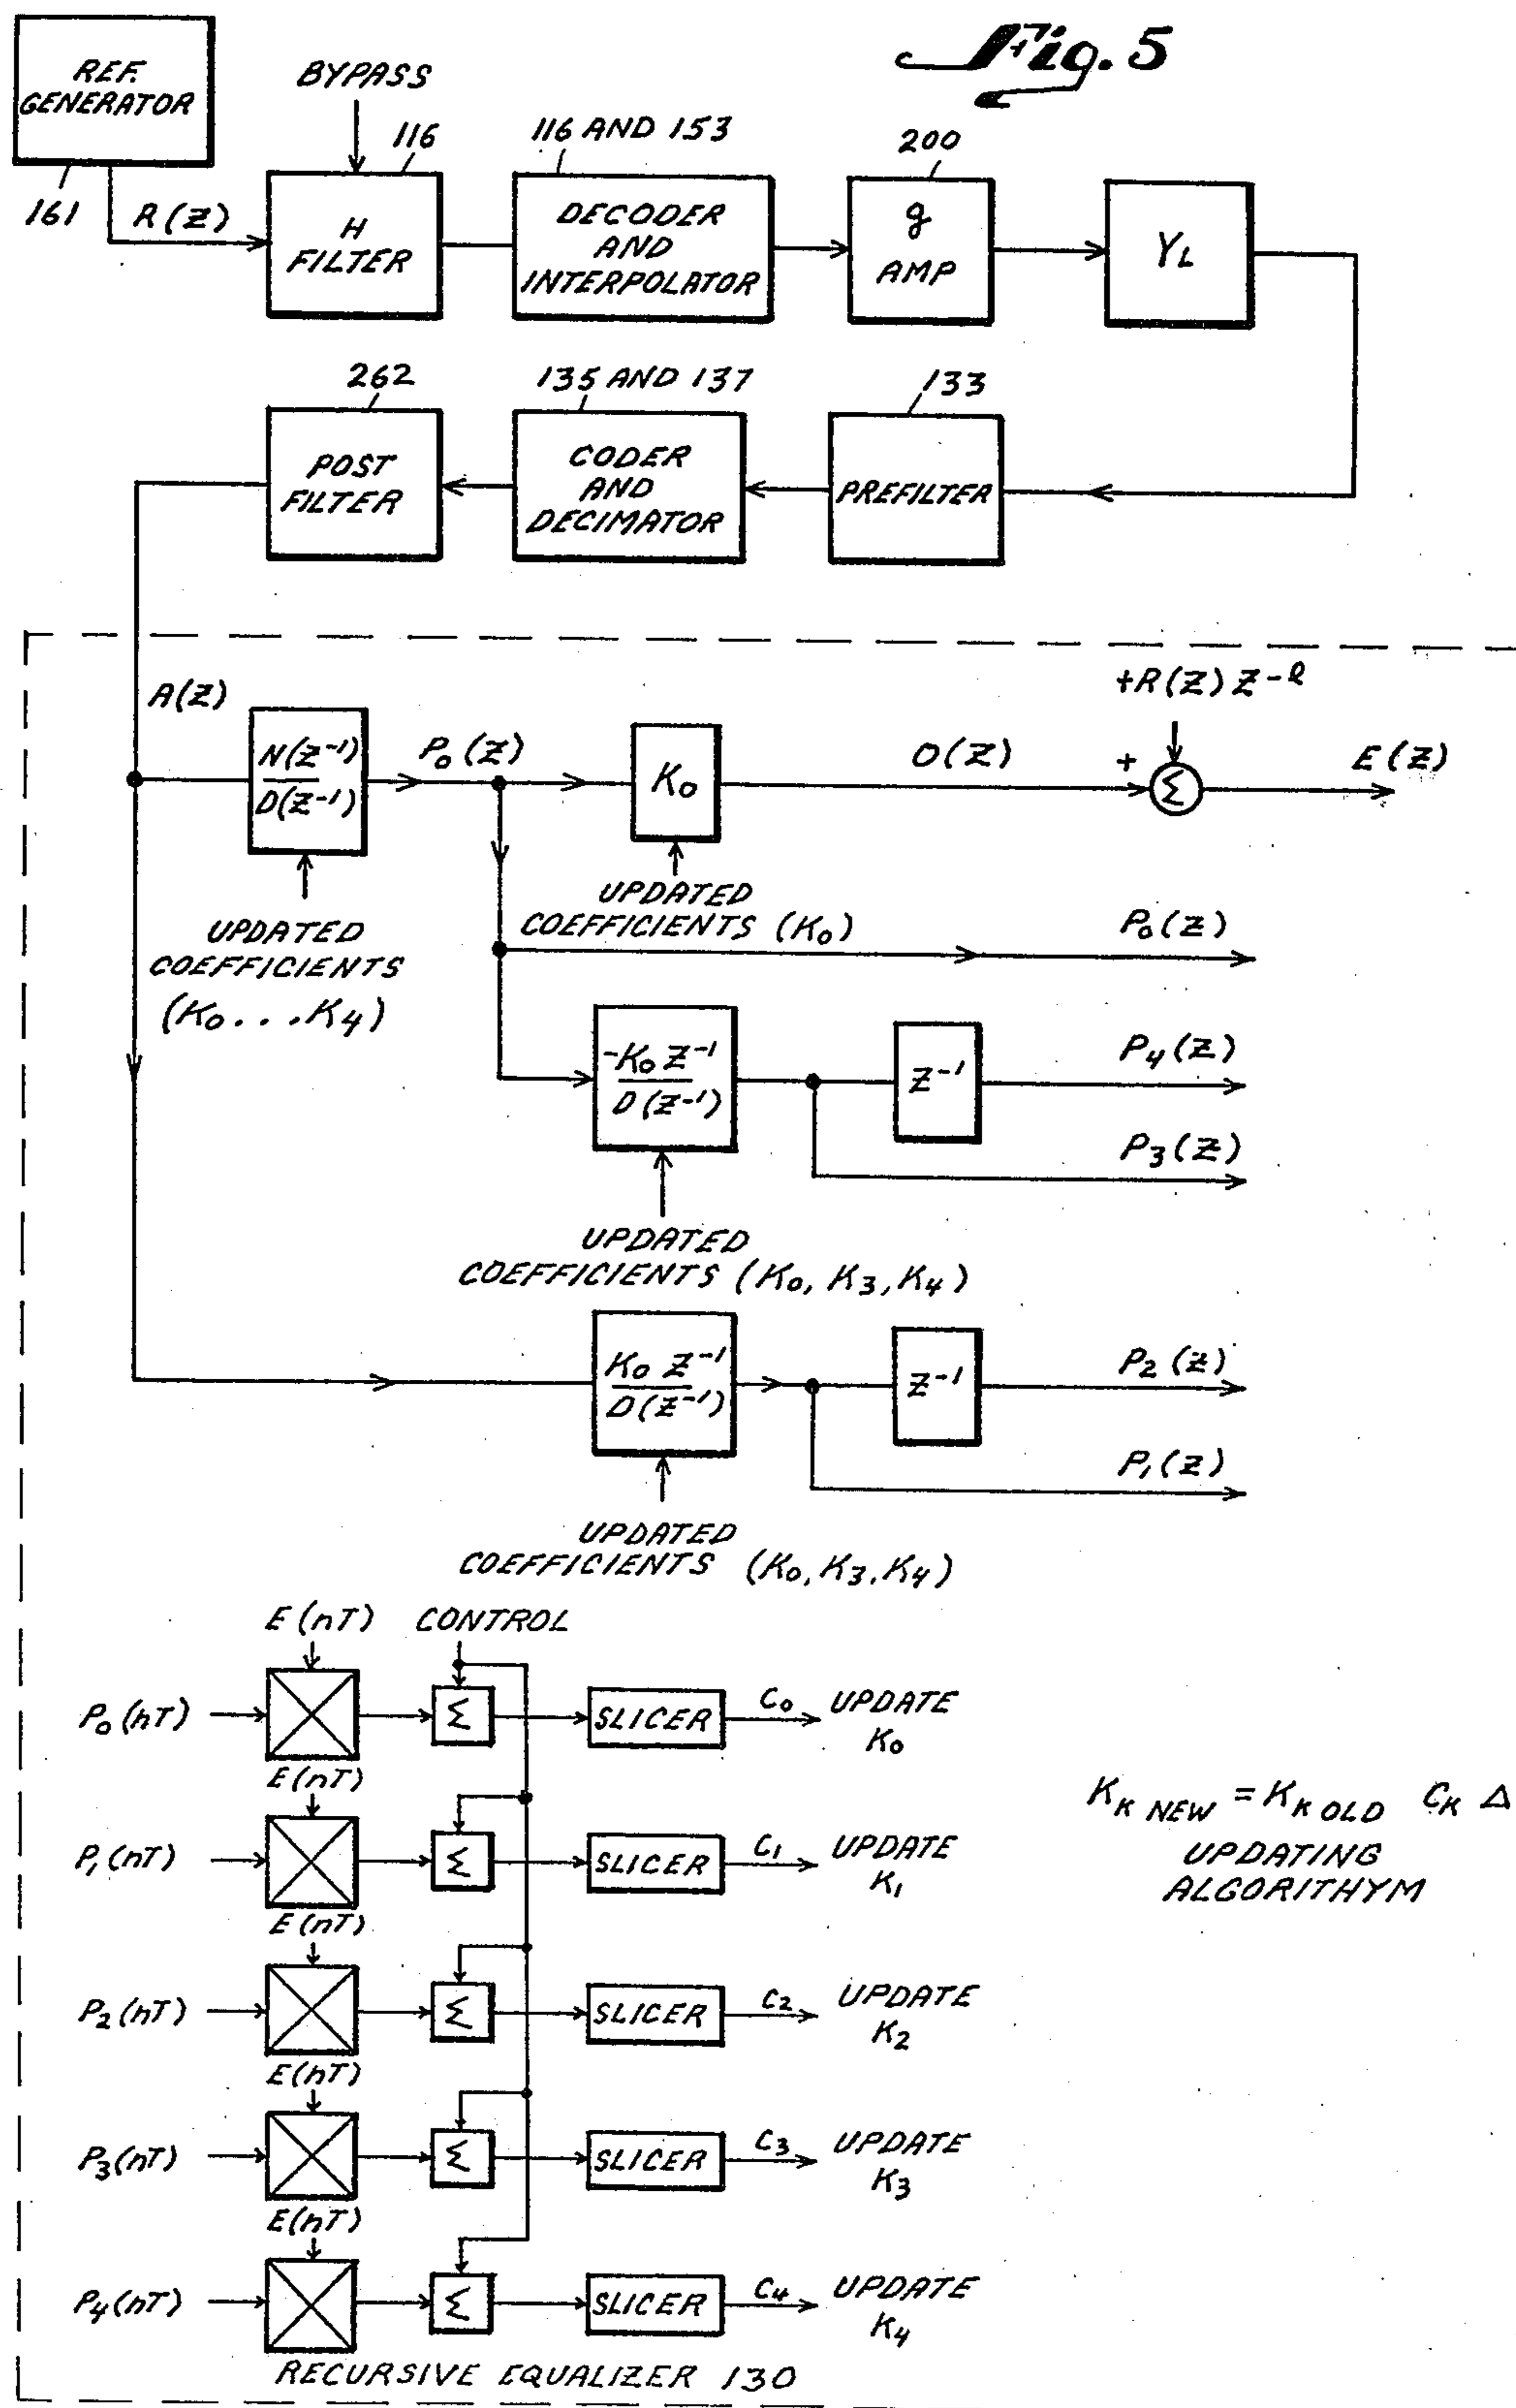 Fig. 5
REF.
GENERATOR
161
R(Z)
BYPASS
116
H
FILTER
116 AND 153
DECODER
AND
INTERPOLATOR
200
g
AMP
YL
262
POST
FILTER
135 AND 137
CODER
AND
DECIMATOR
133
PREFILTER
A(Z)
N(Z⁻¹)
D(Z⁻¹)
P₀(Z)
K₀
O(Z)
+R(Z) Z⁻ˡ
+
Σ
E(Z)
UPDATED
COEFFICIENTS
(K₀...K₄)
UPDATED
COEFFICIENTS (K₀)
P₀(Z)
-K₀ Z⁻¹
D(Z⁻¹)
Z⁻¹
P₄(Z)
P₃(Z)
UPDATED
COEFFICIENTS (K₀, K₃, K₄)
K₀ Z⁻¹
D(Z⁻¹)
Z⁻¹
P₂(Z)
P₁(Z)
UPDATED
COEFFICIENTS (K₀, K₃, K₄)
E(nT)
CONTROL
P₀(nT)
Σ
SLICER
C₀
UPDATE
K₀
E(nT)
P₁(nT)
Σ
SLICER
C₁
UPDATE
K₁
E(nT)
P₂(nT)
Σ
SLICER
C₂
UPDATE
K₂
E(nT)
P₃(nT)
Σ
SLICER
C₃
UPDATE
K₃
E(nT)
P₄(nT)
Σ
SLICER
C₄
UPDATE
K₄
K_K NEW = K_K OLD C_K Δ
UPDATING
ALGORITHYM
RECURSIVE EQUALIZER 130